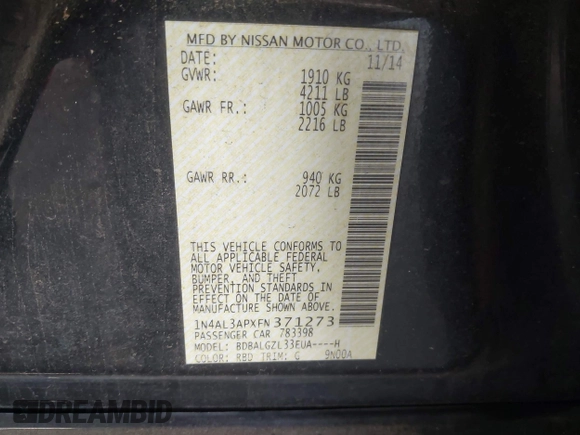 MFD BY NISSAN MOTOR CO., LTD.
DATE: 11/14
GVWR: 1910 KG
4211 LB
GAWR FR.: 1005 KG
2216 LB
GAWR RR.: 940 KG
2072 LB
THIS VEHICLE CONFORMS TO
ALL APPLICABLE FEDERAL
MOTOR VEHICLE SAFETY,
BUMPER, AND THEFT
PREVENTION STANDARDS IN
EFFECT ON THE DATE OF
MANUFACTURE SHOWN ABOVE.
1N4AL3APXFN371273
PASSENGER CAR 783398
MODEL: BDBALGZL33EUA----H
COLOR: RBD TRIM: G 9N00A
DREAMBID